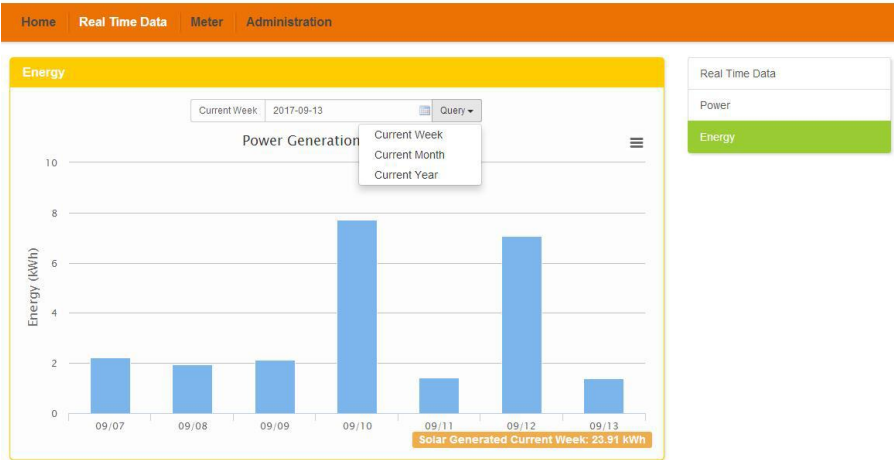 Home Real Time Data Meter Administration
Energy
Current Week 2017-09-13 Query
Power Generation
Current Week
Current Month
Current Year
Energy (kWh)
10
8
6
4
2
0
09/07 09/08 09/09 09/10 09/11 09/12 09/13
Solar Generated Current Week: 23.91 kWh
Real Time Data
Power
Energy